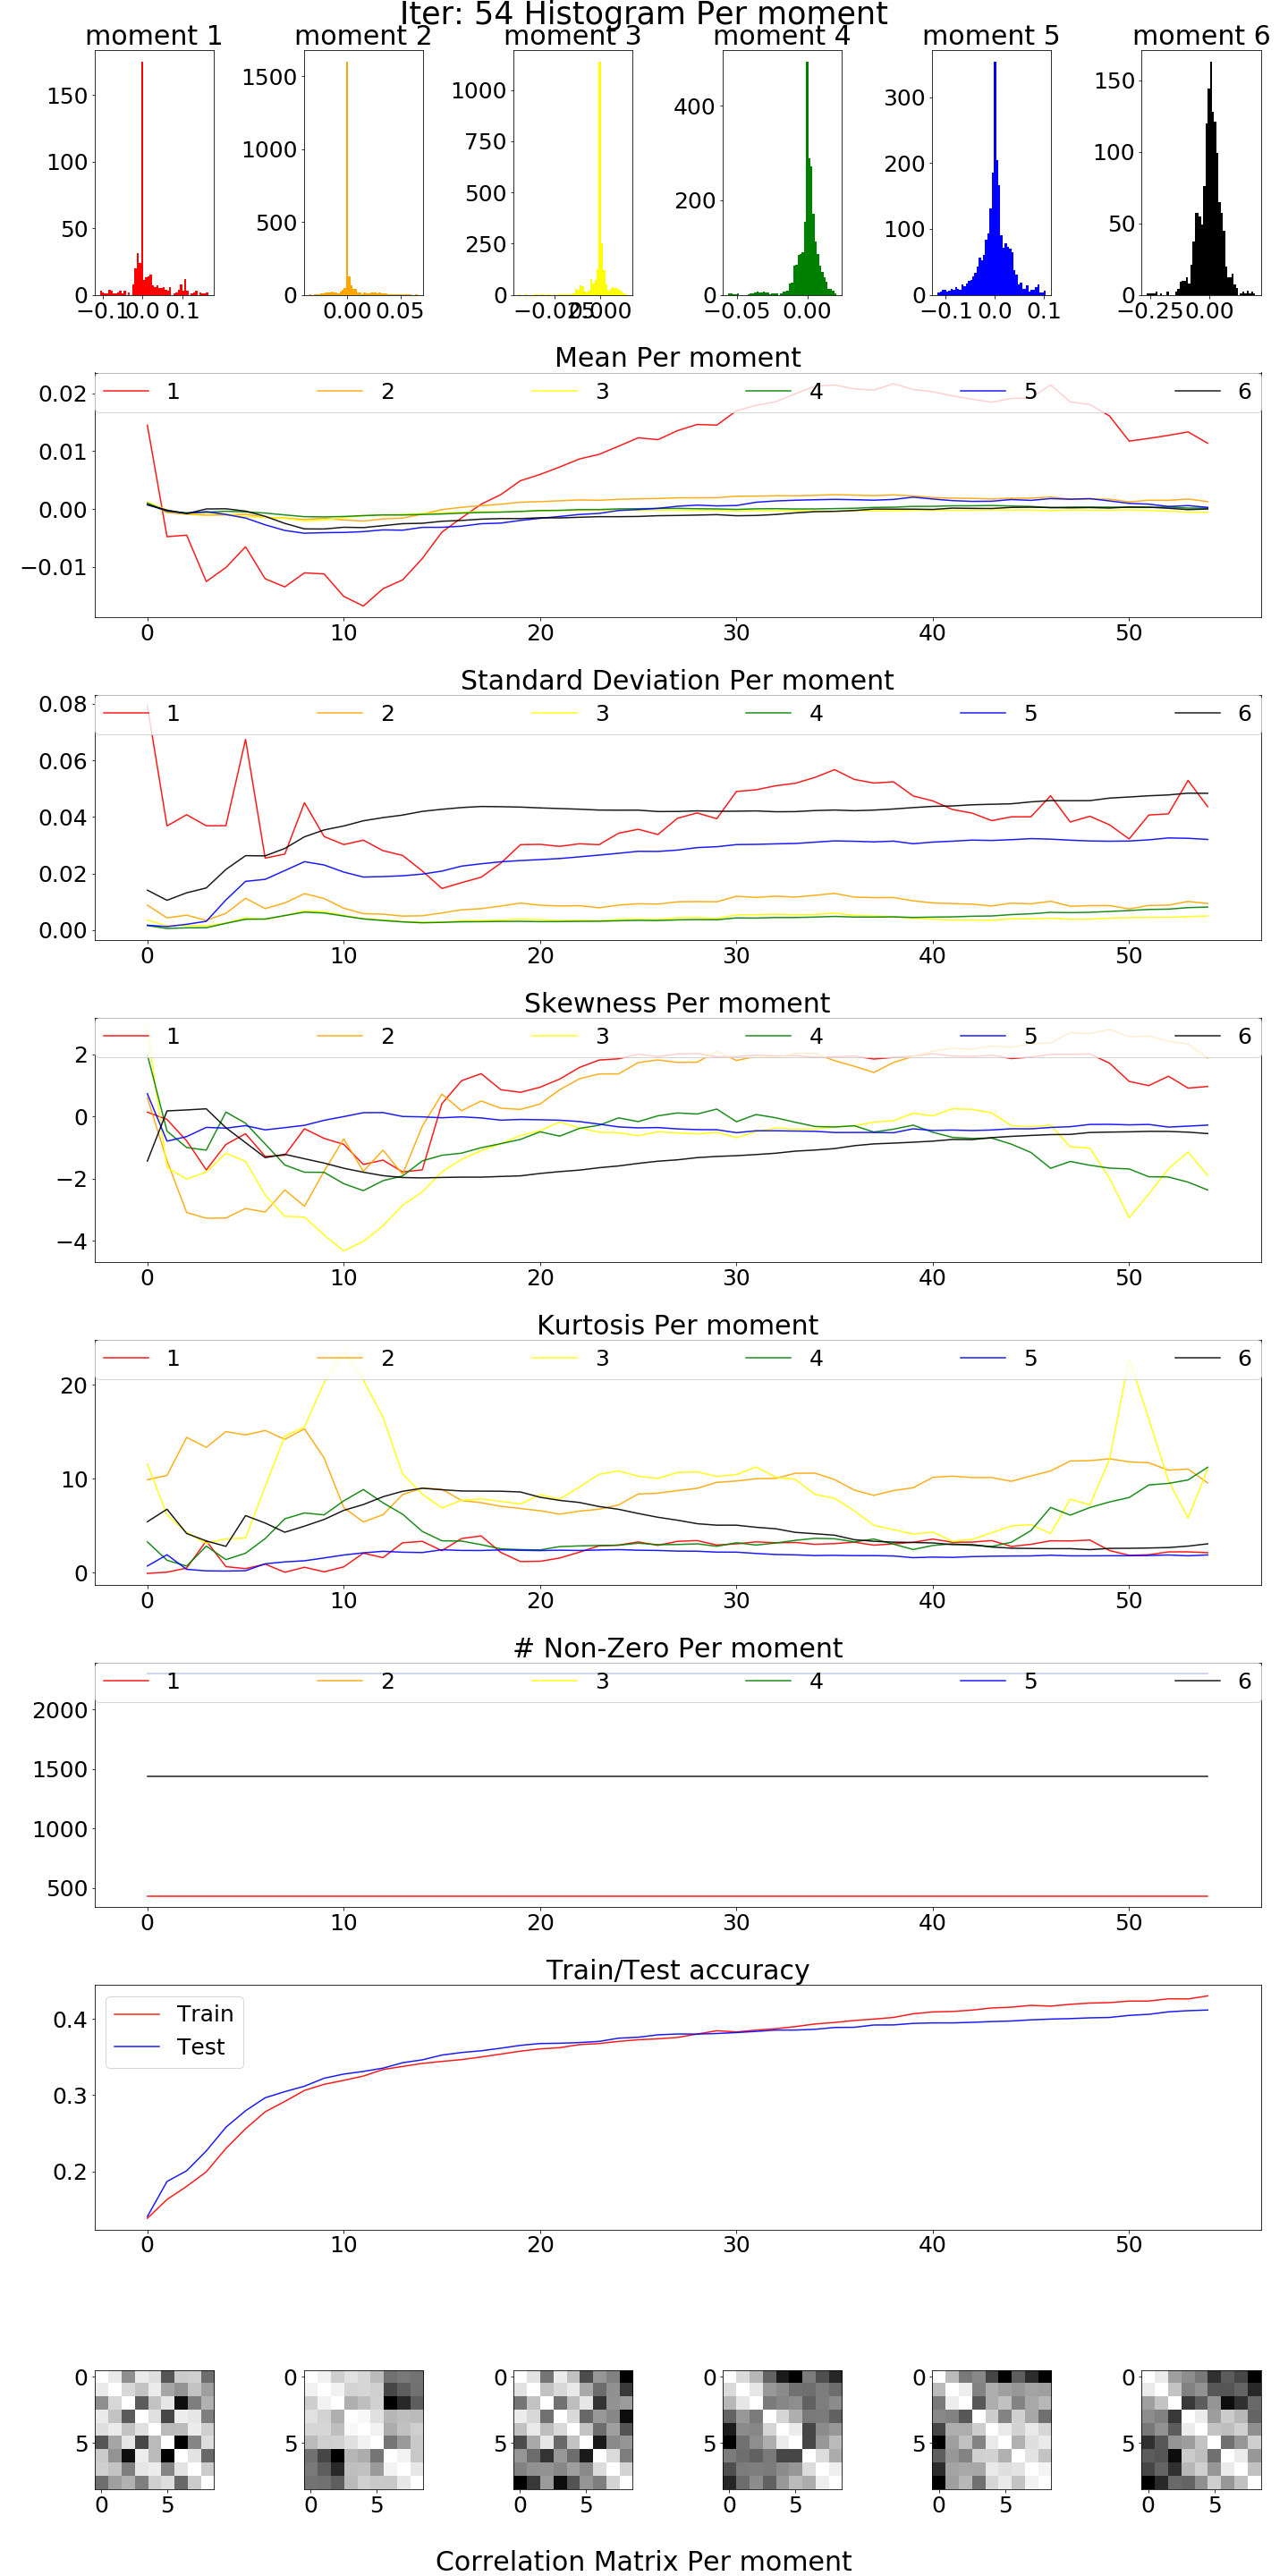 Iter: 54 Histogram Per moment
moment 1 moment 2 moment 3 moment 4 moment 5 moment 6
150 100 50 0
−0.1 0.0 0.1
1500 1000 500 0
0.00 0.05
1000 750 500 250 0
−0.025 0.000
400 200 0
−0.05 0.00
300 200 100 0
−0.1 0.0 0.1
150 100 50 0
−0.25 0.00
Mean Per moment
1 2 3 4 5 6
0.02
0.01
0.00
−0.01
0 10 20 30 40 50
Standard Deviation Per moment
1 2 3 4 5 6
0.08
0.06
0.04
0.02
0.00
0 10 20 30 40 50
Skewness Per moment
1 2 3 4 5 6
2
0
−2
−4
0 10 20 30 40 50
Kurtosis Per moment
1 2 3 4 5 6
20
10
0
0 10 20 30 40 50
# Non-Zero Per moment
1 2 3 4 5 6
2000
1500
1000
500
0 10 20 30 40 50
Train/Test accuracy
Train
Test
0.4
0.3
0.2
0 10 20 30 40 50
0 0 0 0 0 0
5 5 5 5 5 5
0 5 0 5 0 5 0 5 0 5 0 5
Correlation Matrix Per moment